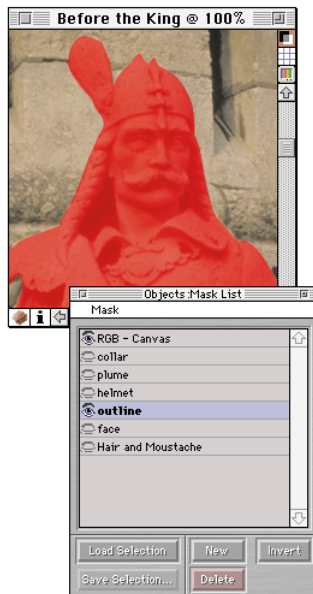 Before the King @ 100%
Objects :Mask List
Mask
RGB - Canvas
collar
plume
helmet
outline
face
Hair and Moustache
Load Selection
New
Invert
Save Selection...
Delete